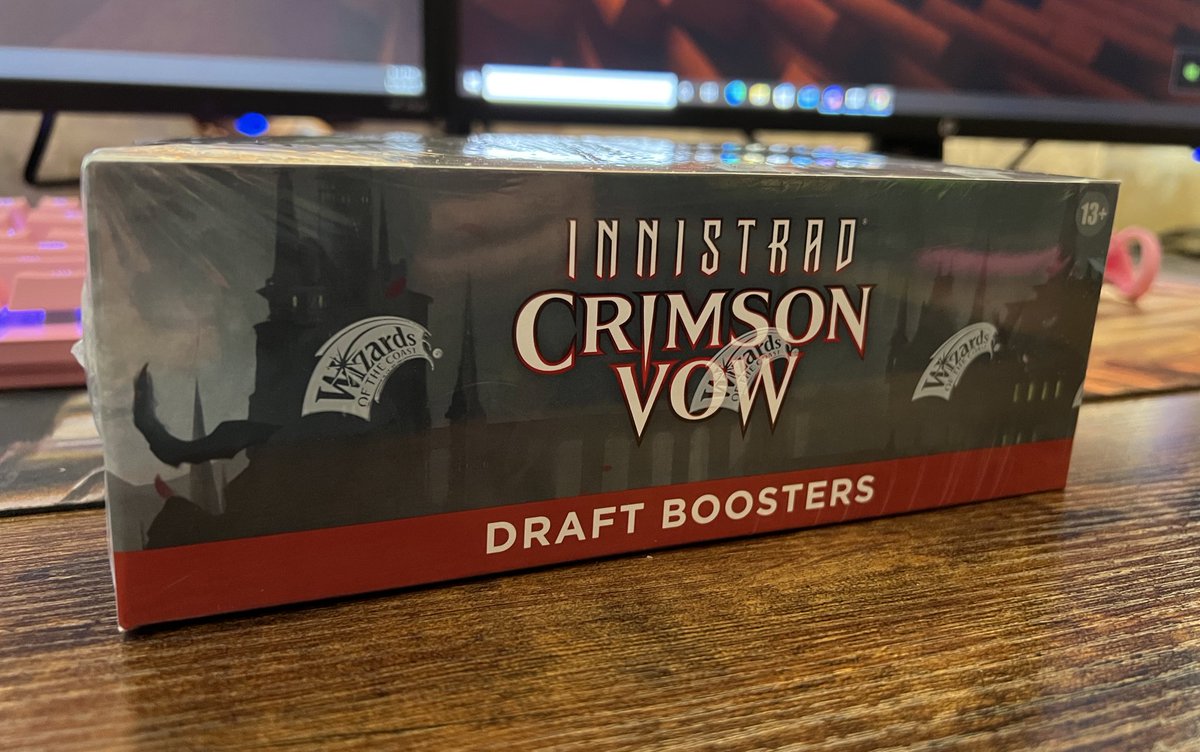 INNISTRAD
CRIMSON
VOW
DRAFT BOOSTERS
13+
Wizards
OF THE COAST
Wizards
OF THE COAST
Wizards
OF THE COAST